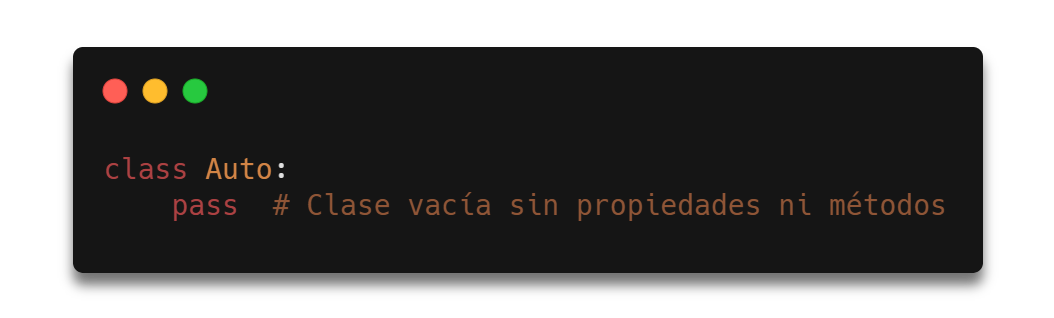 class Auto:
    pass  # Clase vacía sin propiedades ni métodos